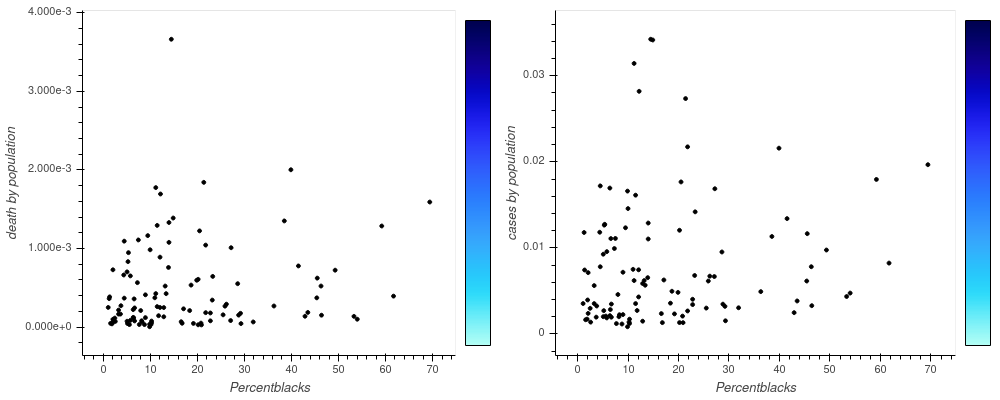 4.000e-3
3.000e-3
2.000e-3
1.000e-3
0.000e+0
death by population
0 10 20 30 40 50 60 70
Percentblacks
0.03
0.02
0.01
0
cases by population
0 10 20 30 40 50 60 70
Percentblacks